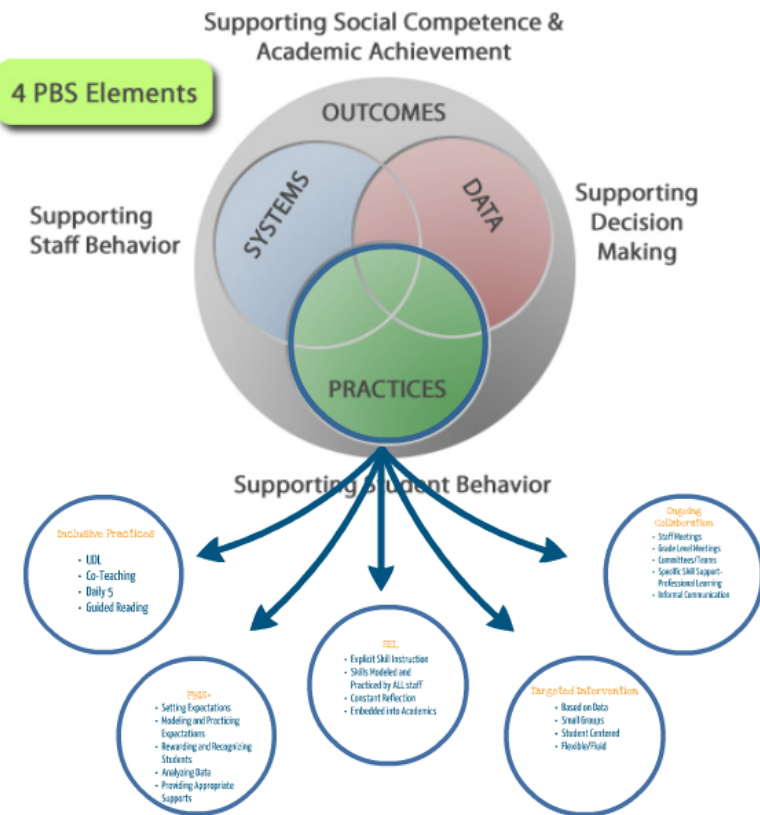 Supporting Social Competence &
Academic Achievement
4 PBS Elements
OUTCOMES
SYSTEMS
DATA
Supporting
Staff Behavior
Supporting
Decision
Making
PRACTICES
Supporting Student Behavior
Inclusive Practices
• UDL
• Co-Teaching
• Daily 5
• Guided Reading
PBIS+
• Setting Expectations
• Modeling and Practicing
Expectations
• Rewarding and Recognizing
Students
• Analyzing Data
• Providing Appropriate
Supports
SEL
• Explicit Skill Instruction
• Skills Modeled and
Practiced by ALL staff
• Constant Reflection
• Embedded into Academics
Targeted Intervention
• Based on Data
• Small Groups
• Student Centered
• Flexible/Fluid
Ongoing
Collaboration
• Staff Meetings
• Grade Level Meetings
• Committees/Teams
• Specific Skill Support-
Professional Learning
• Informal Communication